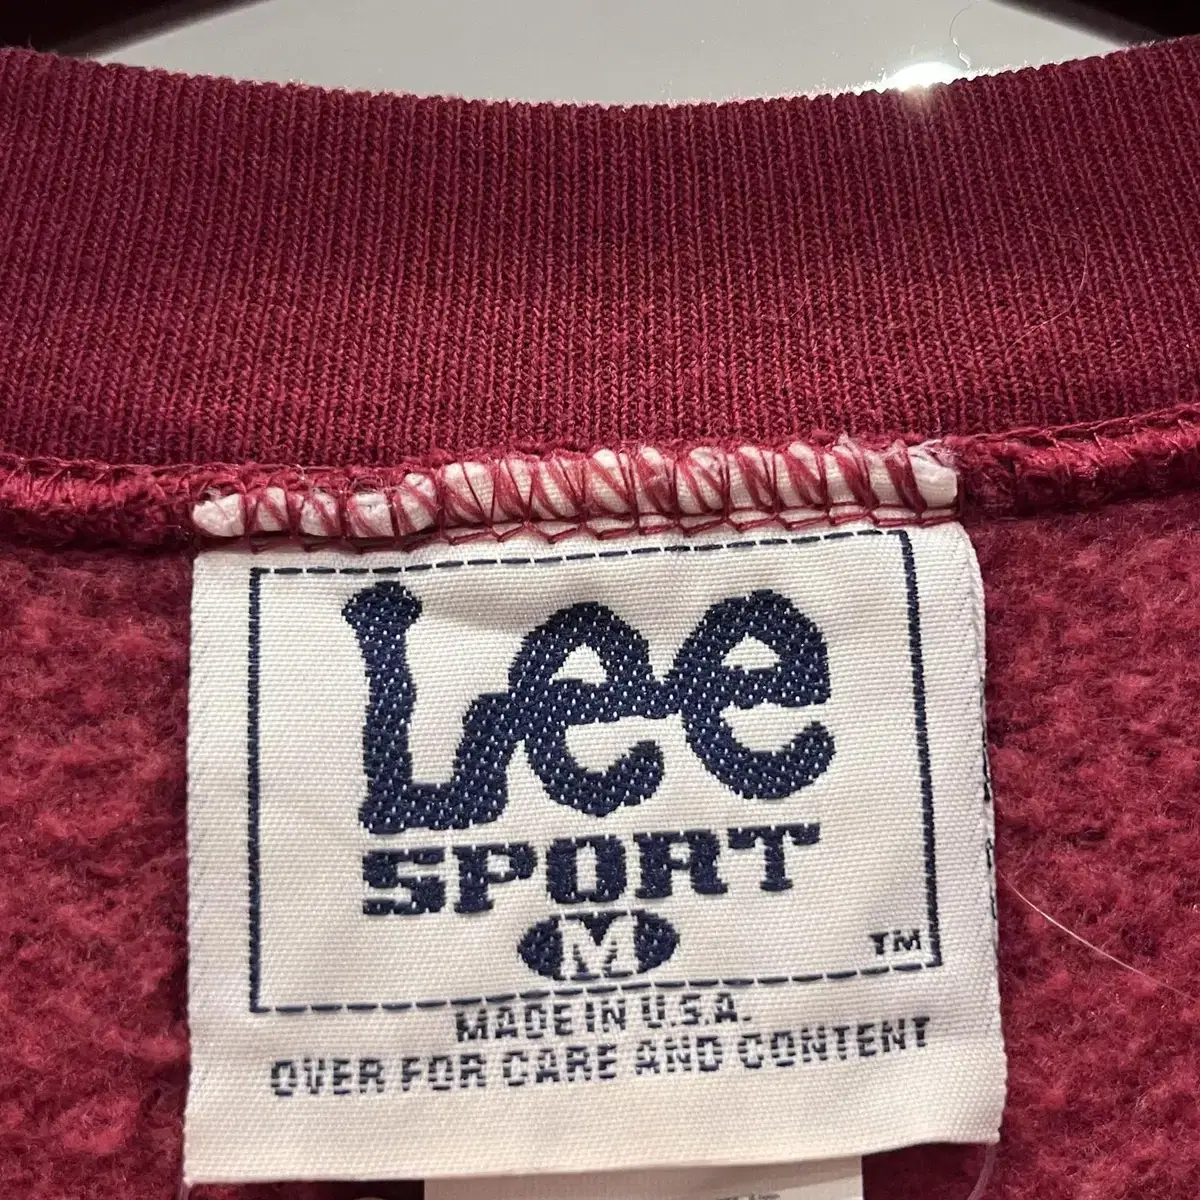 Lee
SPORT
M
TM
MADE IN U.S.A.
OVER FOR CARE AND CONTENT